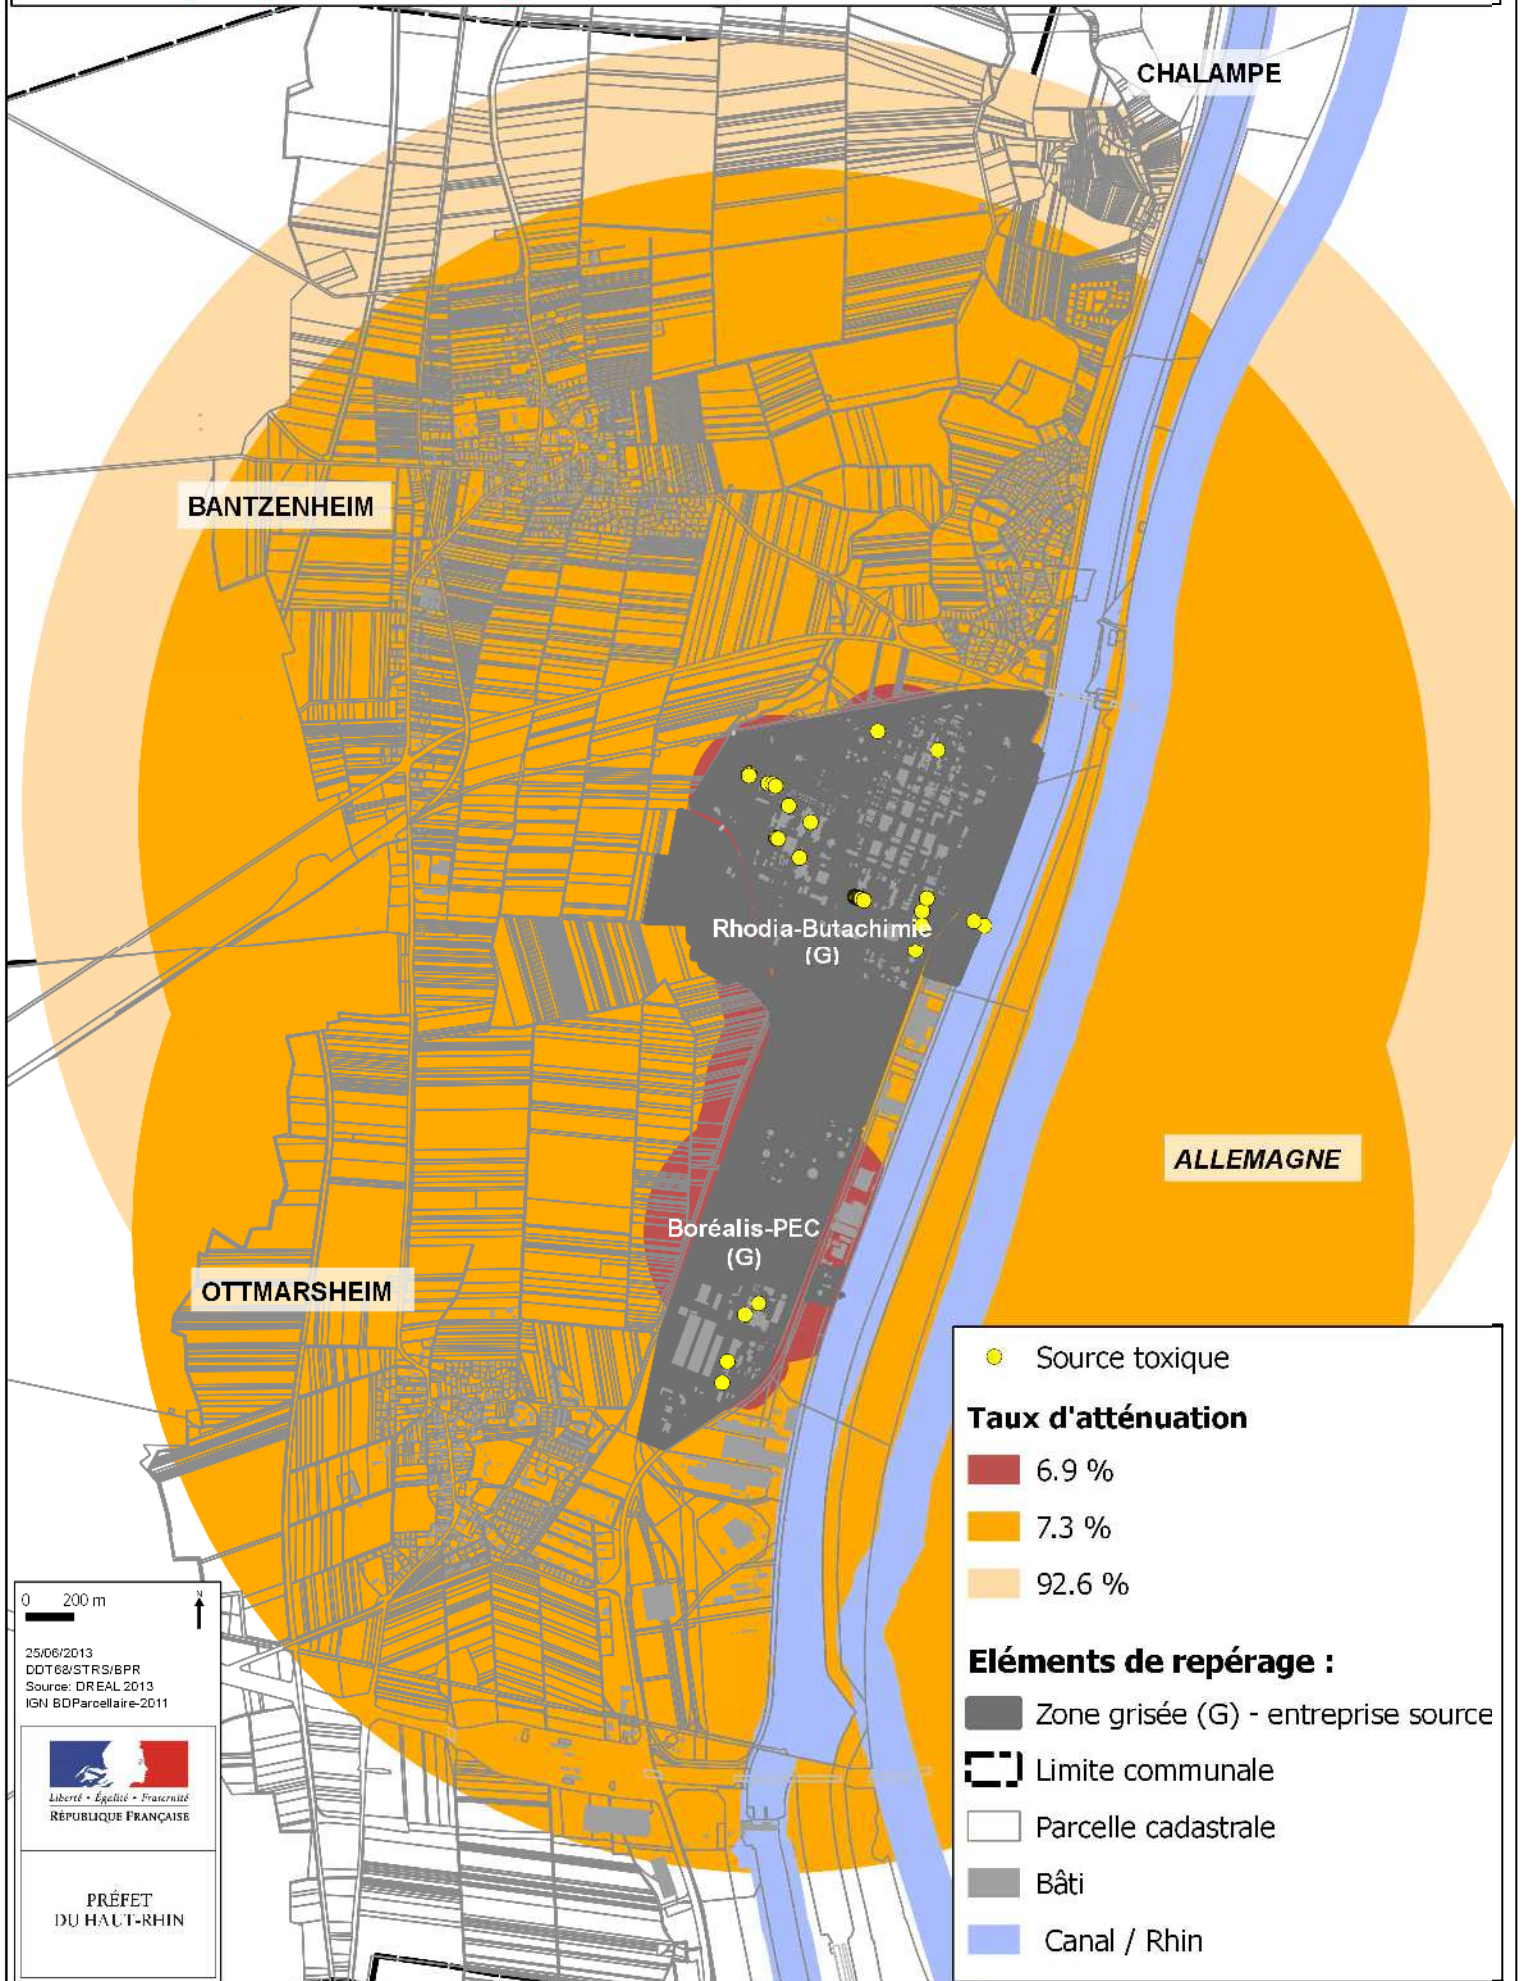 CHALAMPE
BANTZENHEIM
Rhodia-Butachimie
(G)
ALLEMAGNE
Boréalis-PEC
(G)
OTTMARSHEIM
Source toxique
Taux d'atténuation
6.9 %
7.3 %
92.6 %
Eléments de repérage :
Zone grisée (G) - entreprise source
Limite communale
Parcelle cadastrale
Bâti
Canal / Rhin
0 200 m
N
25/06/2013
DDT68/STRS/BPR
Source: DREAL 2013
IGN BDParcellaire-2011
Liberté • Égalité • Fraternité
RÉPUBLIQUE FRANÇAISE
PRÉFET
DU HAUT-RHIN